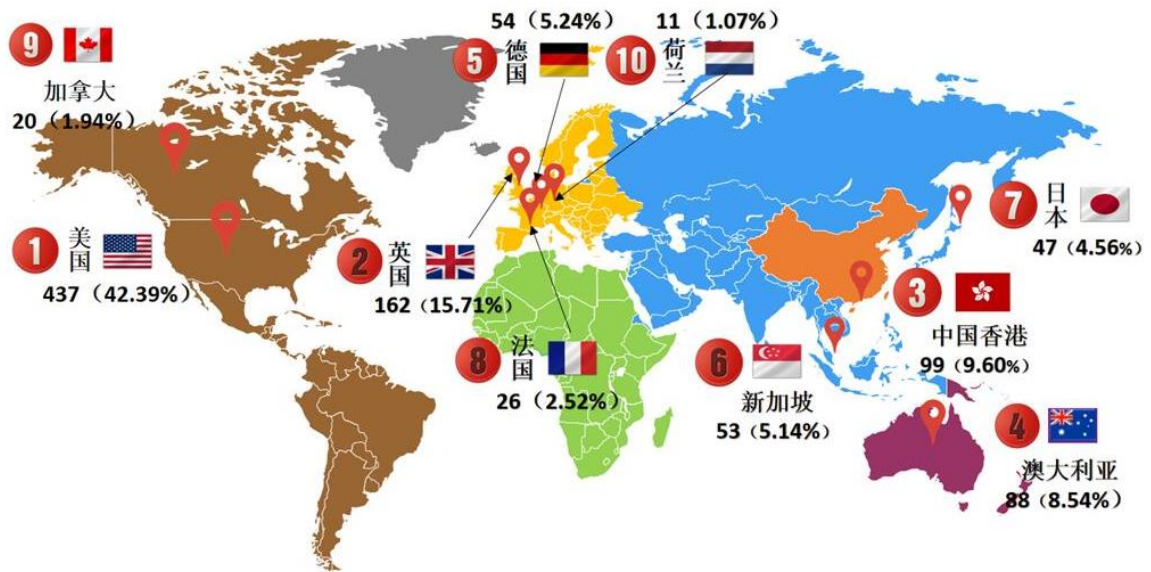 9
加拿大
20（1.94%）
1
美国
437（42.39%）
54（5.24%）
5
德国
11（1.07%）
10
荷兰
2
英国
162（15.71%）
8
法国
26（2.52%）
6
新加坡
53（5.14%）
7
日本
47（4.56%）
3
中国香港
99（9.60%）
4
澳大利亚
88（8.54%）